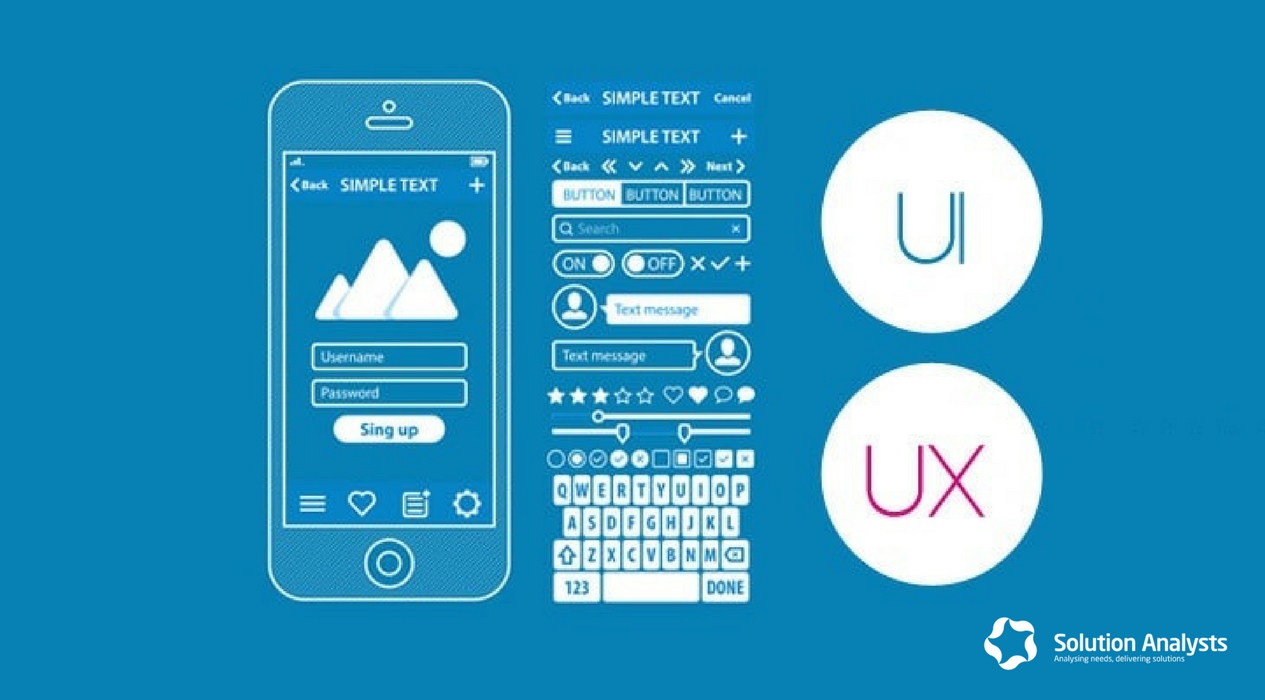 Back SIMPLE TEXT
Username
Password
Sing up
Back SIMPLE TEXT Cancel
SIMPLE TEXT
Back Next
BUTTON BUTTON BUTTON
Search
ON OFF
Text message
Text message
Q W E R T Y U I O P
A S D F G H J K L
Z X C V B N M
123 DONE
UI
UX
Solution Analysts
Analysing needs, delivering solutions